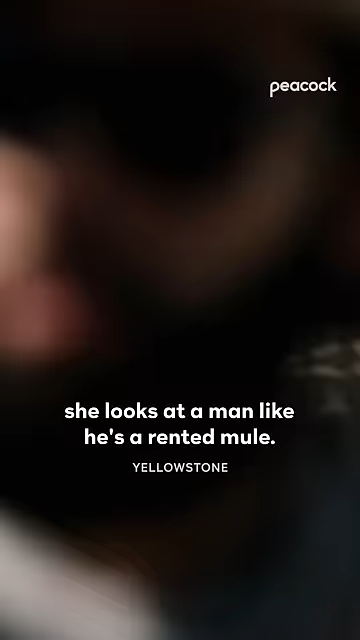 peacock
she looks at a man like
he's a rented mule.
YELLOWSTONE